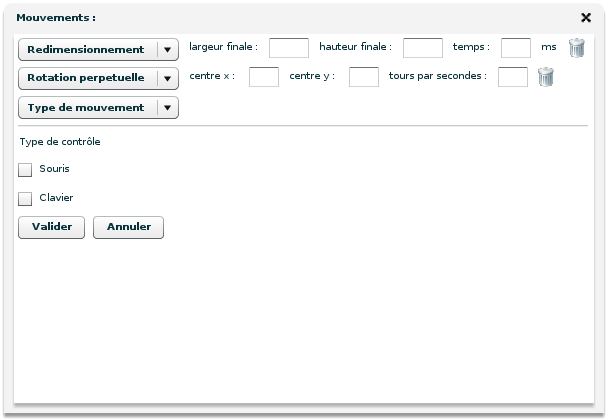 Mouvements :
Redimensionnement largeur finale : hauteur finale : temps : ms
Rotation perpetuelle centre x : centre y : tours par secondes :
Type de mouvement
Type de contrôle
Souris
Clavier
Valider Annuler